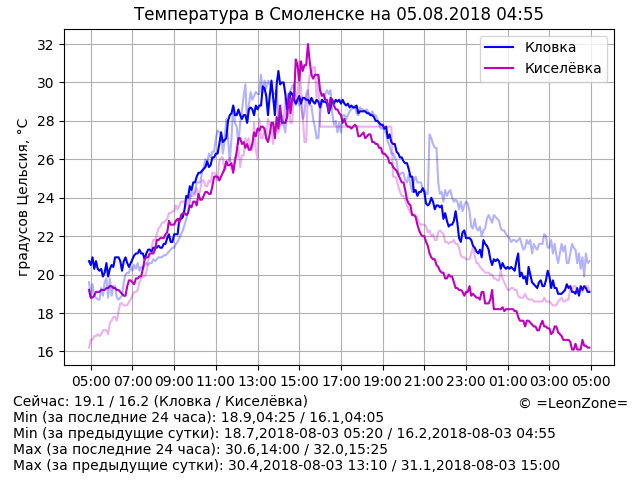 Температура в Смоленске на 05.08.2018 04:55
Кловка
Киселёвка
градусов Цельсия, °C
32
30
28
26
24
22
20
18
16
05:00 07:00 09:00 11:00 13:00 15:00 17:00 19:00 21:00 23:00 01:00 03:00 05:00
Сейчас: 19.1 / 16.2 (Кловка / Киселёвка)
© =LeonZone=
Min (за последние 24 часа): 18.9,04:25 / 16.1,04:05
Min (за предыдущие сутки): 18.7,2018-08-03 05:20 / 16.2,2018-08-03 04:55
Max (за последние 24 часа): 30.6,14:00 / 32.0,15:25
Max (за предыдущие сутки): 30.4,2018-08-03 13:10 / 31.1,2018-08-03 15:00